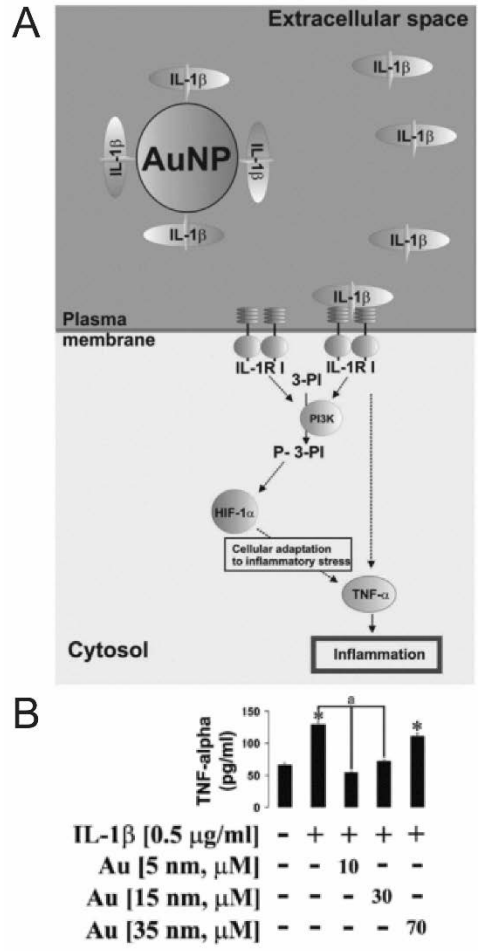 A
Extracellular space
IL-1β
IL-1β
IL-1β
AuNP
IL-1β
IL-1β
IL-1β
IL-1β
IL-1β
Plasma
membrane
IL-1R I
IL-1R I
3-PI
PI3K
P- 3-PI
HIF-1α
Cellular adaptation
to inflammatory stress
TNF-α
Cytosol
Inflammation
B
TNF-alpha
(pg/ml)
150
100
50
0
*
a
*
IL-1β [0.5 µg/ml] - + + + +
Au [5 nm, µM] - - 10 - -
Au [15 nm, µM] - - - 30 -
Au [35 nm, µM] - - - - 70